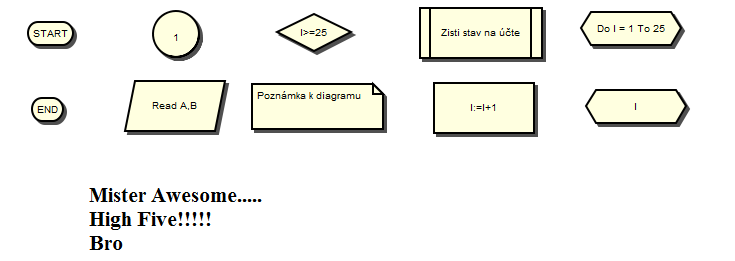 START
1
I>=25
Zisti stav na účte
Do I = 1 To 25
END
Read A,B
Poznámka k diagramu
I:=I+1
I
Mister Awesome.....
High Five!!!!!
Bro